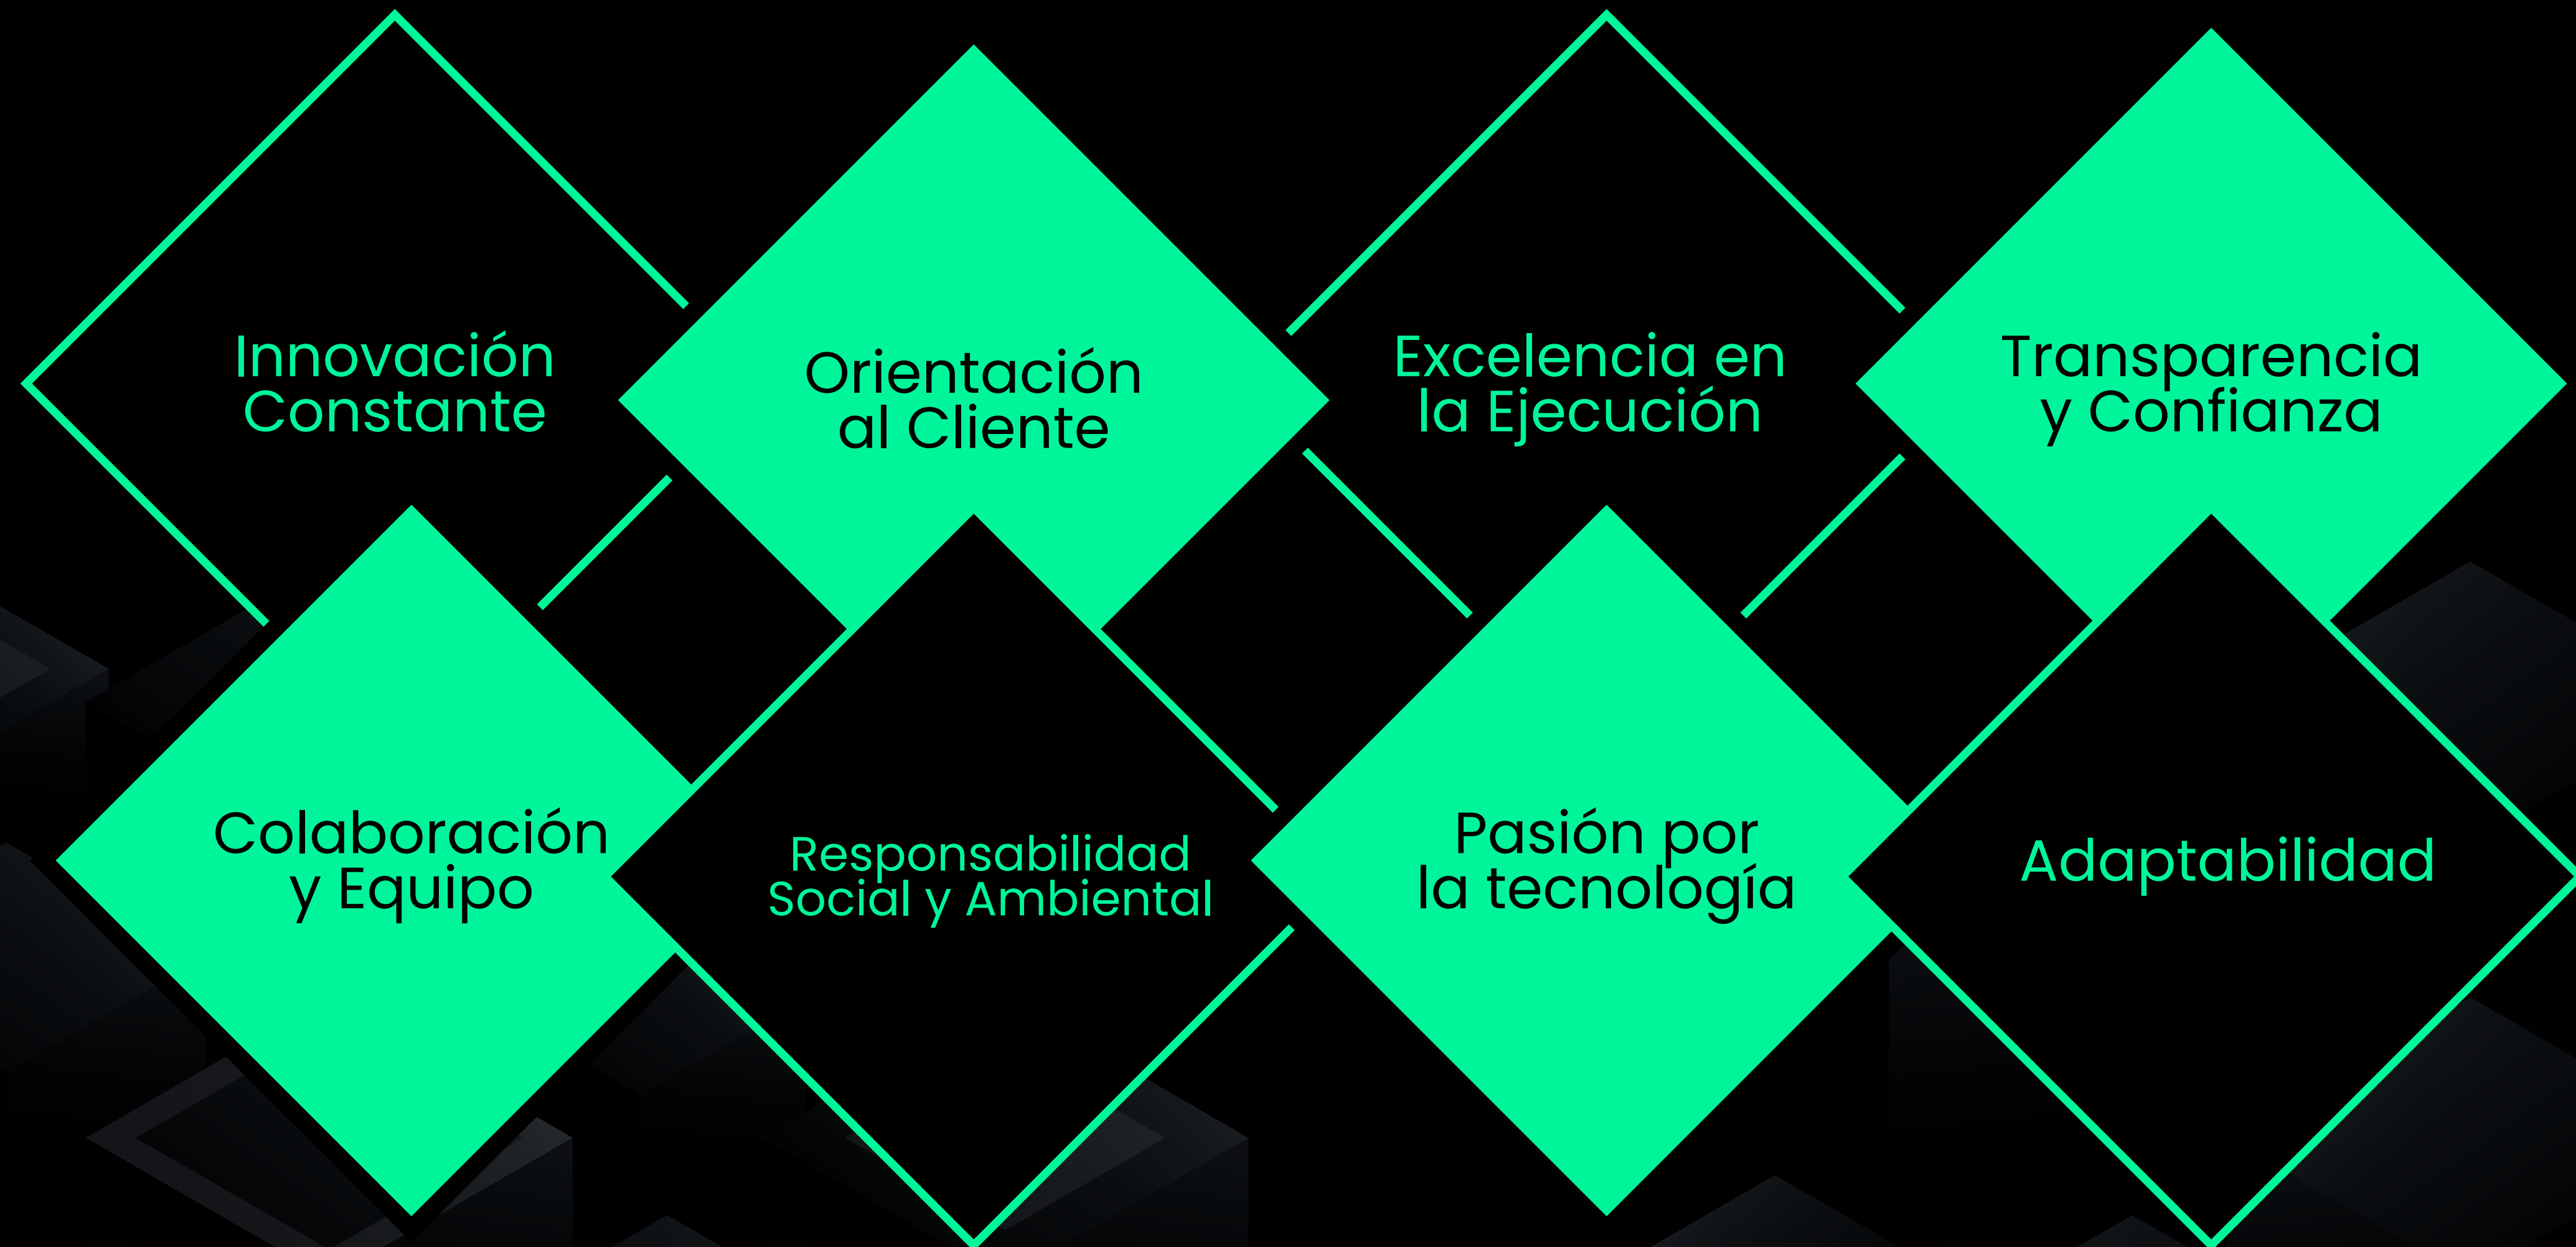 Innovación
Constante
Orientación
al Cliente
Excelencia en
la Ejecución
Transparencia
y Confianza
Colaboración
y Equipo
Responsabilidad
Social y Ambiental
Pasión por
la tecnología
Adaptabilidad